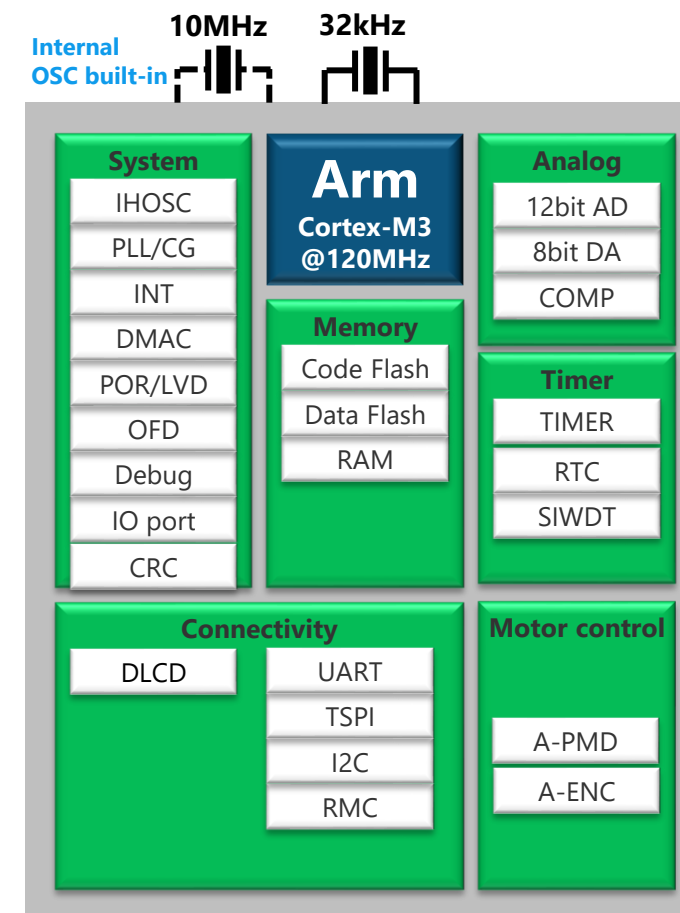 10MHz
32kHz
Internal
OSC built-in
System
IHOSC
PLL/CG
INT
DMAC
POR/LVD
OFD
Debug
IO port
CRC
Arm
Cortex-M3
@120MHz
Memory
Code Flash
Data Flash
RAM
Analog
12bit AD
8bit DA
COMP
Timer
TIMER
RTC
SIWDT
Connectivity
DLCD
UART
TSPI
I2C
RMC
Motor control
A-PMD
A-ENC